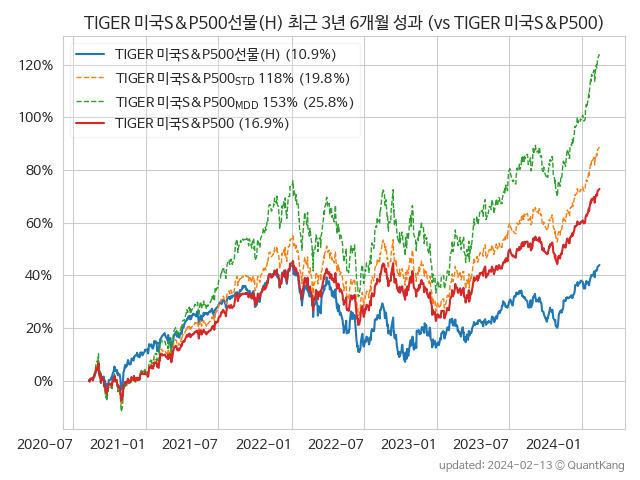 TIGER 미국S&P500선물(H) 최근 3년 6개월 성과 (vs TIGER 미국S&P500)
TIGER 미국S&P500선물(H) (10.9%)
TIGER 미국S&P500STD 118% (19.8%)
TIGER 미국S&P500MDD 153% (25.8%)
TIGER 미국S&P500 (16.9%)
120%
100%
80%
60%
40%
20%
0%
2020-07 2021-01 2021-07 2022-01 2022-07 2023-01 2023-07 2024-01
updated: 2024-02-13 © QuantKang